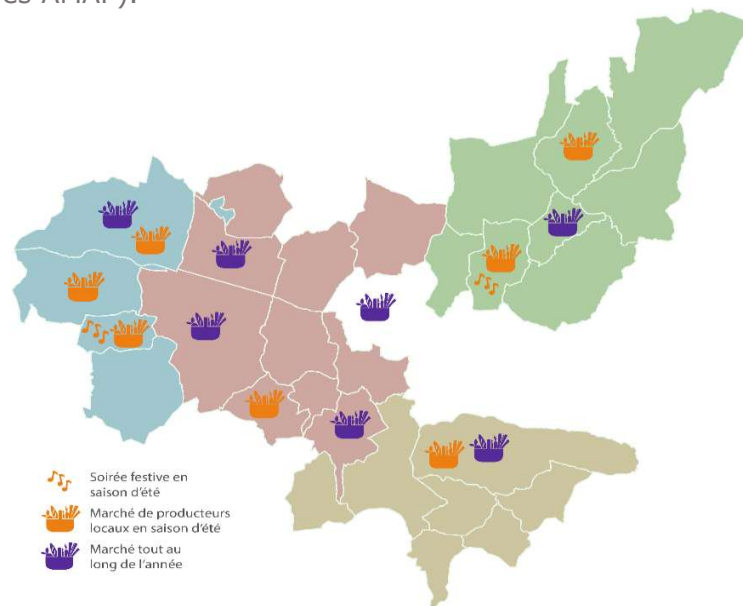 Soirée festive en
saison d'été
Marché de producteurs
locaux en saison d'été
Marché tout au
long de l'année